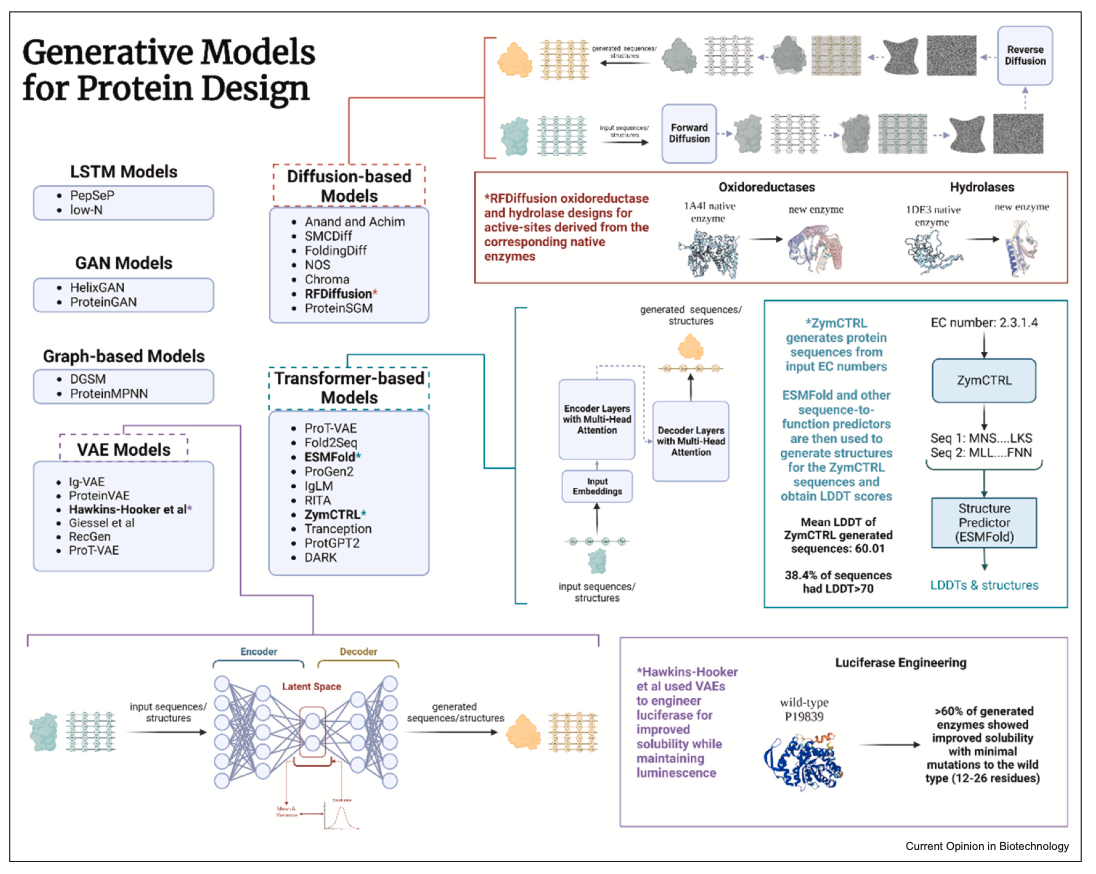 Generative Models
for Protein Design
generated sequences/
structures
Reverse
Diffusion
input sequences/
structures
Forward
Diffusion
LSTM Models
• PepSeP
• low-N
GAN Models
• HelixGAN
• ProteinGAN
Graph-based Models
• DGSM
• ProteinMPNN
VAE Models
• Ig-VAE
• ProteinVAE
• Hawkins-Hooker et al*
• Giessel et al
• RecGen
• ProT-VAE
Diffusion-based
Models
• Anand and Achim
• SMCDiff
• FoldingDiff
• NOS
• Chroma
• RFDiffusion*
• ProteinSGM
Transformer-based
Models
• ProT-VAE
• Fold2Seq
• ESMFold*
• ProGen2
• IgLM
• RITA
• ZymCTRL*
• Tranception
• ProtGPT2
• DARK
*RFDiffusion oxidoreductase
and hydrolase designs for
active-sites derived from the
corresponding native
enzymes
Oxidoreductases
1A4I native
enzyme
new enzyme
Hydrolases
1DE3 native
enzyme
new enzyme
generated sequences/
structures
Encoder Layers
with Multi-Head
Attention
Decoder Layers
with Multi-Head
Attention
Input
Embeddings
input sequences/
structures
*ZymCTRL
generates protein
sequences from
input EC numbers
ESMFold and other
sequence-to-
function predictors
are then used to
generate structures
for the ZymCTRL
sequences and
obtain LDDT scores
Mean LDDT of
ZymCTRL generated
sequences: 60.01
38.4% of sequences
had LDDT>70
EC number: 2.3.1.4
ZymCTRL
Seq 1: MNS....LKS
Seq 2: MLL....FNN
Structure
Predictor
(ESMFold)
LDDTs & structures
Encoder
Decoder
Latent Space
input sequences/
structures
generated
sequences/structures
Mean &
Variance
*Hawkins-Hooker
et al used VAEs
to engineer
luciferase for
improved
solubility while
maintaining
luminescence
Luciferase Engineering
wild-type
P19839
>60% of generated
enzymes showed
improved solubility
with minimal
mutations to the wild
type (12-26 residues)
Current Opinion in Biotechnology